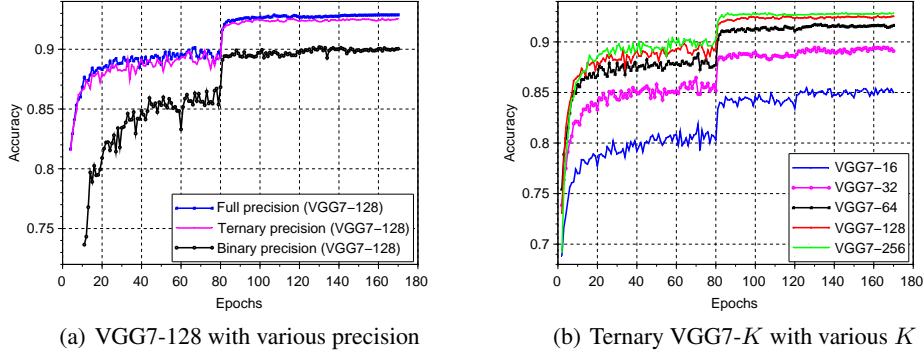 0.9
0.85
0.8
0.75
Accuracy
0 20 40 60 80 100 120 140 160 180
Epochs
Full precision (VGG7−128)
Ternary precision (VGG7−128)
Binary precision (VGG7−128)
(a) VGG7-128 with various precision
0.9
0.85
0.8
0.75
0.7
Accuracy
0 20 40 60 80 100 120 140 160 180
Epochs
VGG7−16
VGG7−32
VGG7−64
VGG7−128
VGG7−256
(b) Ternary VGG7-K with various K